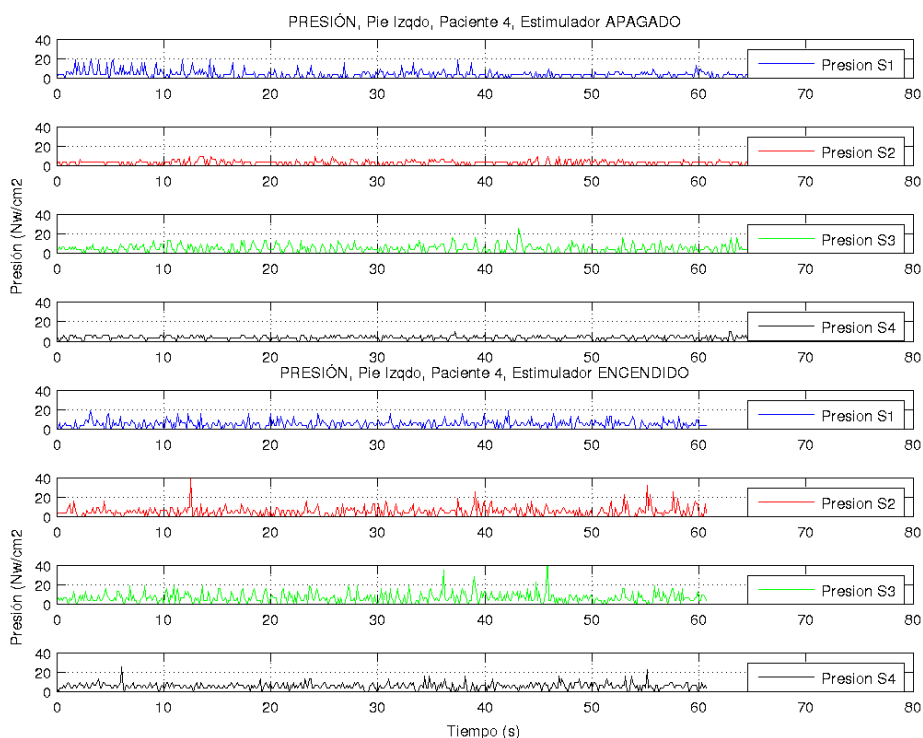 PRESIÓN, Pie Izqdo, Paciente 4, Estimulador APAGADO
40
20
0
0 10 20 30 40 50 60 70 80
Presion S1
40
20
0
0 10 20 30 40 50 60 70 80
Presion S2
Presión (Nw/cm2
40
20
0
0 10 20 30 40 50 60 70 80
Presion S3
40
20
0
0 10 20 30 40 50 60 70 80
Presion S4
PRESIÓN, Pie Izqdo, Paciente 4, Estimulador ENCENDIDO
40
20
0
0 10 20 30 40 50 60 70 80
Presion S1
40
20
0
0 10 20 30 40 50 60 70 80
Presion S2
Presión (Nw/cm2
40
20
0
0 10 20 30 40 50 60 70 80
Presion S3
40
20
0
0 10 20 30 40 50 60 70 80
Presion S4
Tiempo (s)